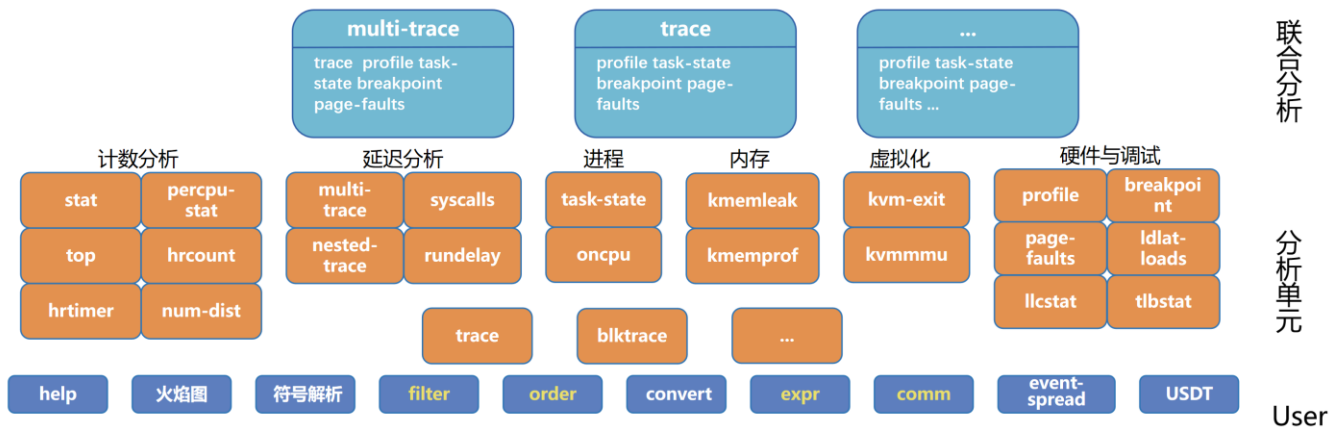 multi-trace
trace profile task-
state breakpoint
page-faults
trace
profile task-state
breakpoint page-
faults
...
profile task-state
breakpoint page-
faults ...
联合分析
计数分析
stat
percpu-
stat
top
hrcount
hrtimer
num-dist
延迟分析
multi-
trace
syscalls
nested-
trace
rundelay
进程
task-state
oncpu
内存
kmemleak
kmemprof
虚拟化
kvm-exit
kvmmmu
硬件与调试
profile
breakpoi
nt
page-
faults
ldlat-
loads
llcstat
tlbstat
trace
blktrace
...
分析单元
help
火焰图
符号解析
filter
order
convert
expr
comm
event-
spread
USDT
User